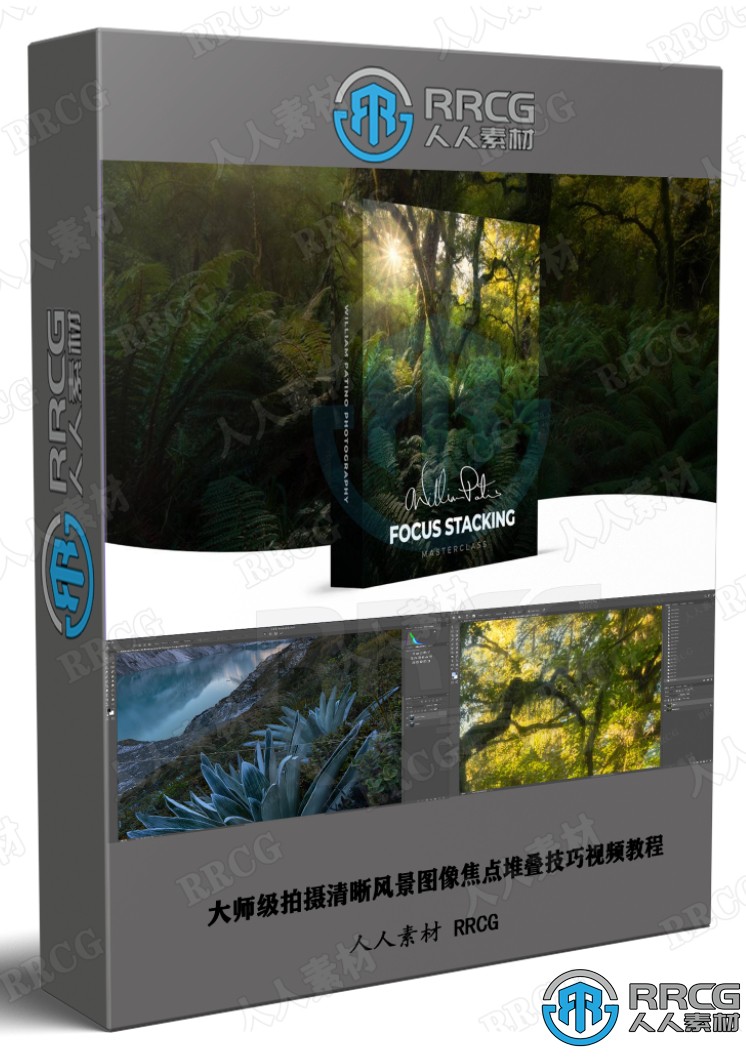 RRCG
人人素材
RRCG
人人素材
WILLIAM PATINO PHOTOGRAPHY
William Patino
FOCUS STACKING
MASTERCLASS
大师级拍摄清晰风景图像焦点堆叠技巧视频教程
人人素材 RRCG
RRCG
人人素材